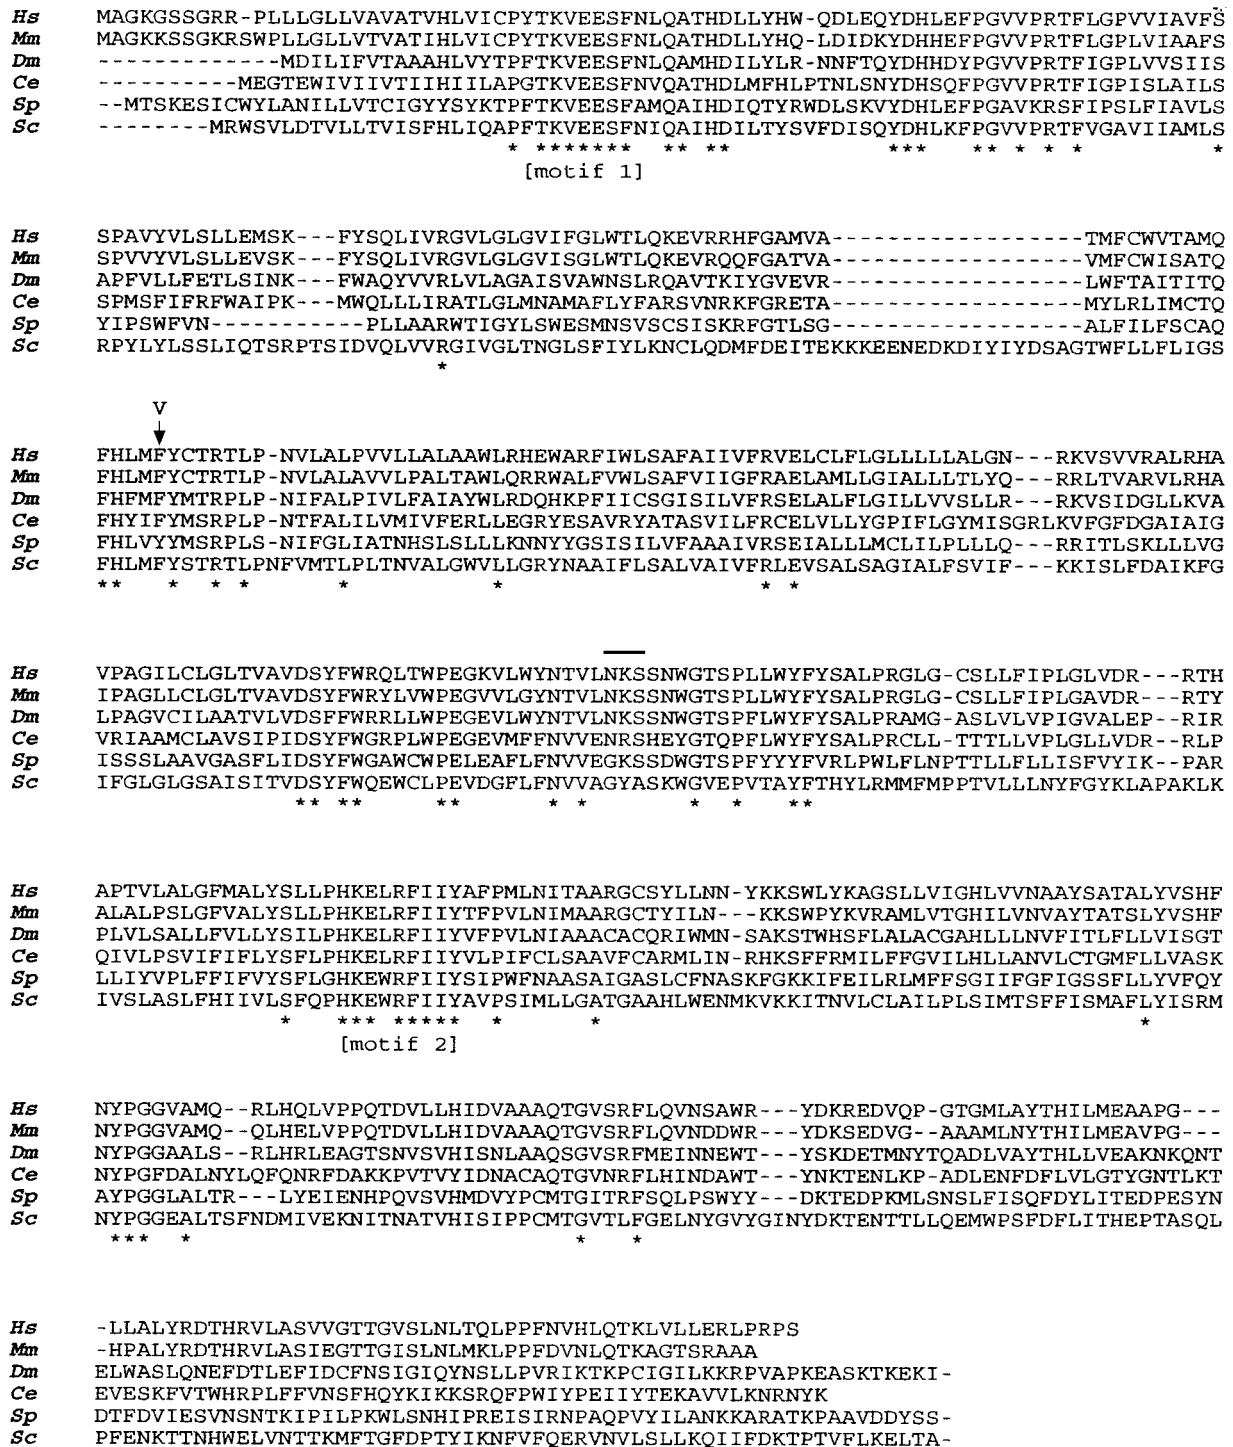 Hs MAGKGSSGRR-PLLLGLLVAVATVHLVICPYTKVEESFNLQATHDLLYHW-QDLEQYDHLEFPGVVPRTFLGPVVIAVFS
Mm MAGKKSSGKRSWPLLGLLVTVATIHLVICPYTKVEESFNLQATHDLLYHQ-LDIDKYDHHEFPGVVPRTFLGPLVIAAFS
Dm -------------MDILIFVTAAAHLVYTPFTKVEESFNLQAMHDILYLR-NNFTQYDHHDYPGVVPRTFIGPLVVSIIS
Ce ----------MEGTEWIVIIVTIIHIILAPGTKVEESFNVQATHDLMFHLPTNLSNYDHSQFPGVVPRTFIGPISLAILS
Sp --MTSKESICWYLANILLVTCIGYYSYKTPFTKVEESFAMQAIHDIQTYRWDLSKVYDHLEFPGAVKRSFIPSLFIAVLS
Sc --------MRWSVLDTVLLTVISFHLIQAPFTKVEESFNIQAIHDILTYSVFDISQYDHLKFPGVVPRTFVGAVIIAMLS
* ******* ** ** *** ** * * * *
[motif 1]
Hs SPAVYVLSLLEMSK---FYSQLIVRGVLGLGVIFGLWTLQKEVRRHFGAMVA------------------TMFCWVTAMQ
Mm SPVVYVLSLLEVSK---FYSQLIVRGVLGLGVISGLWTLQKEVRQQFGATVA------------------VMFCWISATQ
Dm APFVLLFETLSINK---FWAQYVVRLVLAGAISVAWNSLRQAVTKIYGVEVR------------------LWFTAITITQ
Ce SPMSFIFRFWAIPK---MWQLLLIRATLGLMNAMAFLYFARSVNRKFGRETA------------------MYLRLIMCTQ
Sp YIPSWFVN-----------PLLAARWTIGYLSWESMNSVSCSISKRFGTLSG------------------ALFILFSCAQ
Sc RPYLYLSSLIQTSRPTSIDVQLVVRGIVGLTNGLSFIYLKNCLQDMFDEITEKKKEENEDKDIYIYDSAGTWFLLFLIGS
*
V
Hs FHLMFYCTRTLP-NVLALPVVLLALAAWLRHEWARFIWLSAFAIIVFRVELCLFLGLLLLLALGN---RKVSVVRALRHA
Mm FHLMFYCTRTLP-NVLALAVVLPALTAWLQRRWALFVWLSAFVIIGFRAELAMLLGIALLLTLYQ---RRLTVARVLRHA
Dm FHFMFYMTRPLP-NIFALPIVLFAIAYWLRDQHKPFIICSGISILVFRSELALFLGILLVVSLLR---RKVSIDGLLKVA
Ce FHYIFYMSRPLP-NTFALILVMIVFERLLEGRYESAVRYATASVILFRCELVLLYGPIFLGYMISGRLKVFGFDGAIAIG
Sp FHLVYYMSRPLS-NIFGLIATNHSLSLLLKNNYYGSISILVFAAAIVRSEIALLLLMCLILPLLLQ---RRITLSKLLLVG
Sc FHLMFYSTRTLPNFVMTLPLTNVALGWVLLGRYNAAIFLSALVAIVFRLEVSALSAGIALFSVIF---KKISLFDAIKFG
** * * * * * * *
Hs VPAGILCLGLTVAVDSYFWRQLTWPEGKVLWYNTVLNKSSNWGTSPLLWYFYSALPRGLG-CSLLFIPLGLVDR---RTH
Mm IPAGLLCLGLTVAVDSYFWRYLVWPEGVVLGYNTVLNKSSNWGTSPLLWYFYSALPRGLG-CSLLFIPLGAVDR---RTY
Dm LPAGVCILAATVLVDSFFWRRLLWPEGEVLWYNTVLNKSSNWGTSPFLWYFYSALPRAMG-ASLVLVPIGVALEP--RIR
Ce VRIAAMCLAVSIPIDSYFWGRPLWPEGEVMFFNVVENRSHEYGTQPFLWYFYSALPRCLL-TTTLLVPLGLLVDR--RLP
Sp ISSSLAAVGASFLIDSYFWGAWCWPELEAFLFNVVEGKSSDWGTSPFYYYFVRLPWLFLNPTTLLFLLISFVYIK--PAR
Sc IFGLGLGSAISITVDSYFWQEWCLPEVDGFLFNVVAGYASKWGVEPVTAYFTHYLRMMFMPPTVLLLNYFGYKLAPAKLK
** ** ** * * * * **
Hs APTVLALGFMALYSLLPHKELRFIIYAFPMLNITAARGCSYLLNN-YKKSWLYKAGSLLVIGHLVVNAAYSATALYVSHF
Mm ALALPSLGFVALYSLLPHKELRFIIYTFPVLNIMAARGCTYILN---KKSWPYKVRAMLVTGHILVNVAYTATSLYVSHF
Dm PLVLSALLFVLLYSILPHKELRFIIYVFPVLNIAAACACQRIWMN-SAKSTWHSFLALACGAHLLLNVFITLFLLVISGT
Ce QIVLPSVIFIFLYSFLPHKELRFIIYVLPIFCLSAAVFCARMLIN-RHKSFFRMILFFGVILHLLANVLCTGMFLLVASK
Sp LLIYVPLFFIFVYSFLGHKEWRFIIYSIPWFNAASAIGASLCFNASKFGKKIFEILRLMFFSGIIFGFIGSSFLLYVFQY
Sc IVSLASLFHIIVLSFQPHKEWRFIIYAVPSIMLLGATGAAHLWENMKVKKITNVLCLAILPLSIMTSFFISMAFLYISRM
* *** ***** * * *
[motif 2]
Hs NYPGGVAMQ--RLHQLVPPQTDVLLHIDVAAAQTGVSRFLQVNSAWR---YDKREDVQP-GTGMLAYTHILMEAAPG---
Mm NYPGGVAMQ--QLHELVPPQTDVLLHIDVAAAQTGVSRFLQVNDDWR---YDKSEDVG--AAAMLNYTHILMEAVPG---
Dm NYPGGAALS--RLHRLEAGTSNVSVHISNLAAQSGVSRFMEINNEWT---YSKDETMNYTQADLVAYTHLLVEAKNKQNT
Ce NYPGFDALNYLQFQNRFDAKKPVTVYIDNACAQTGVNRFLHINDAWT---YNKTENLKP-ADLENFDFLVLGTYGNTLKT
Sp AYPGGLALTR---LYEIENHPQVSVHMDVYPCMTGITRFSQLPSWYY---DKTEDPKMLSNSLFISQFDYLITEDPESYN
Sc NYPGGEALTSFNDMIVEKNITNATVHISIPPCMTGVTLFGELNYGVYGINYDKTENTTLLQEMWPSFDFLITHEPTASQL
*** * * *
Hs -LLALYRDTHRVLASVVGTTGVSLNLTQLPPFNVHLQTKLVLLERLPRPS
Mm -HPALYRDTHRVLASIEGTTGISLNLMKLPPFDVNLQTKAGTSRAAA
Dm ELWASLQNEFDTLEFIDCFNSIGIQYNSLLPVRIKTKPCIGILKKRPVAPKEASKTKEKI-
Ce EVESKFVTWHRPLFFVNSFHQYKIKKSRQFPWIYPEIIYTEKAVVLKNRNYK
Sp DTFDVIESVNSNTKIPILPKWLSNHIPREISIRNPAQPVYILANKKARATKPAAVDDYSS-
Sc PFENKTTNHWELVNTTKMFTGFDPTYIKNFVFQERVNVLSLLKQIIFDKTPTVFLKELTA-